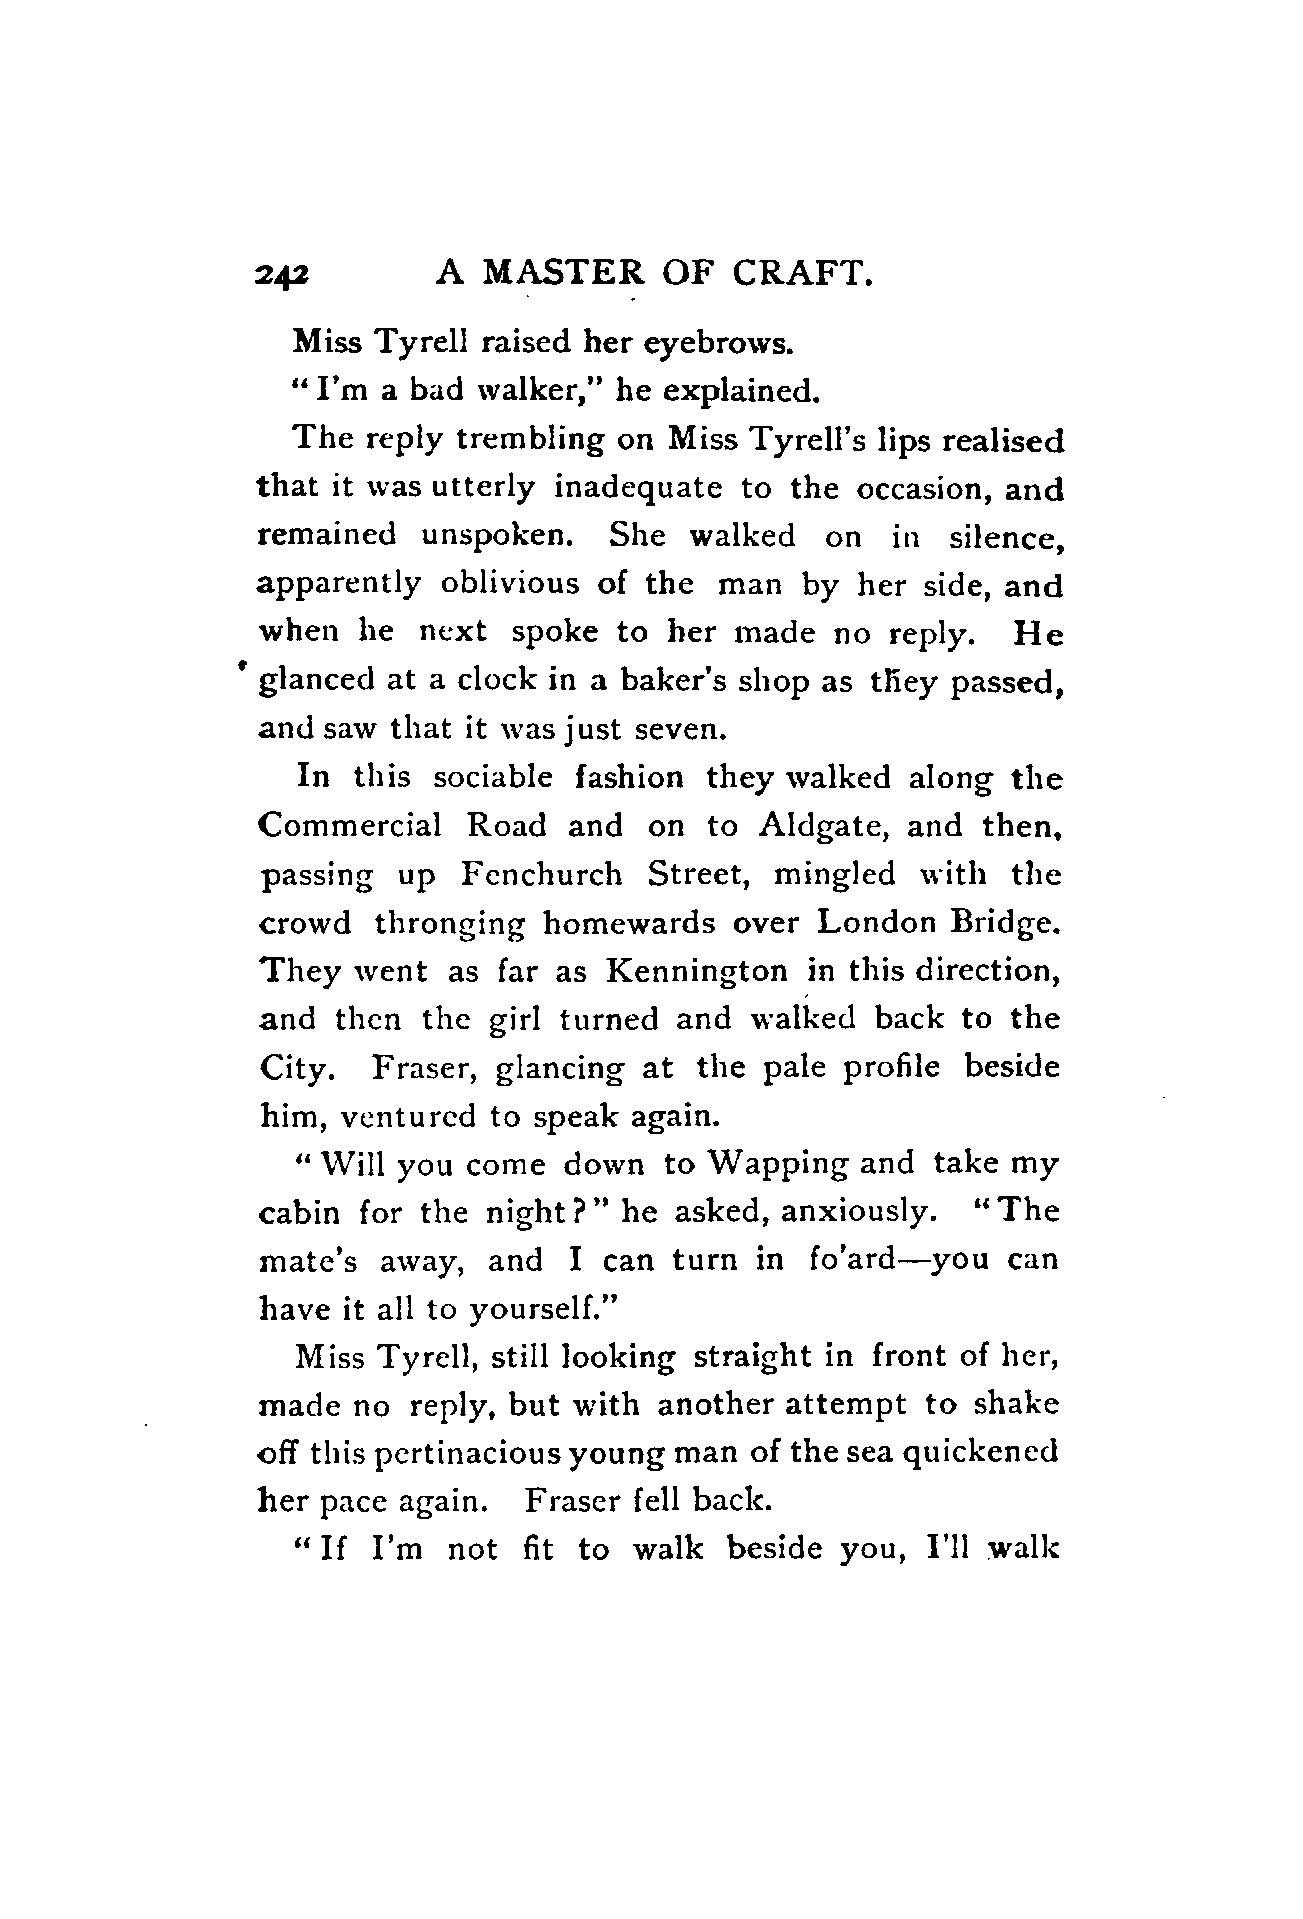 242 A MASTER OF CRAFT.
Miss Tyrell raised her eyebrows.
"I'm a bad walker," he explained.
The reply trembling on Miss Tyrell's lips realised
that it was utterly inadequate to the occasion, and
remained unspoken. She walked on in silence,
apparently oblivious of the man by her side, and
when he next spoke to her made no reply. He
glanced at a clock in a baker's shop as they passed,
and saw that it was just seven.
In this sociable fashion they walked along the
Commercial Road and on to Aldgate, and then,
passing up Fenchurch Street, mingled with the
crowd thronging homewards over London Bridge.
They went as far as Kennington in this direction,
and then the girl turned and walked back to the
City. Fraser, glancing at the pale profile beside
him, ventured to speak again.
"Will you come down to Wapping and take my
cabin for the night?" he asked, anxiously. "The
mate's away, and I can turn in fo'ard—you can
have it all to yourself."
Miss Tyrell, still looking straight in front of her,
made no reply, but with another attempt to shake
off this pertinacious young man of the sea quickened
her pace again. Fraser fell back.
"If I'm not fit to walk beside you, I'll walk